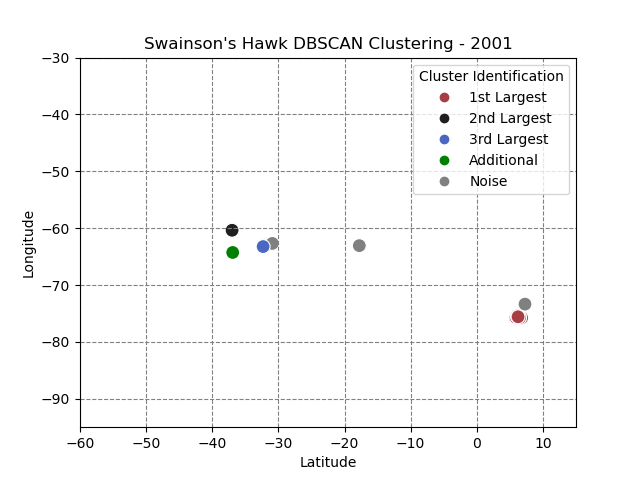 Swainson's Hawk DBSCAN Clustering - 2001
Cluster Identification
1st Largest
2nd Largest
3rd Largest
Additional
Noise
Longitude
−30
−40
−50
−60
−70
−80
−90
−60 −50 −40 −30 −20 −10 0 10
Latitude